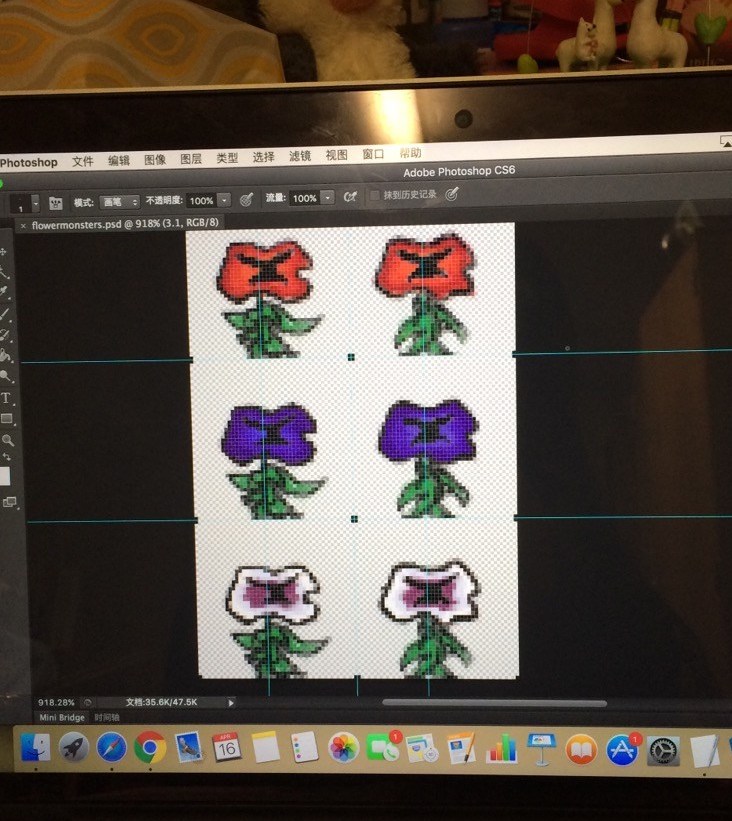 Photoshop 文件 编辑 图像 图层 类型 选择 滤镜 视图 窗口 帮助
Adobe Photoshop CS6
1 模式: 画笔 不透明度: 100% 流量: 100% 抹到历史记录
× flowermonsters.psd @ 918% (3.1, RGB/8)
T
918.28% 文档:35.6K/47.5K
Mini Bridge 时间轴
APR
16
1
1